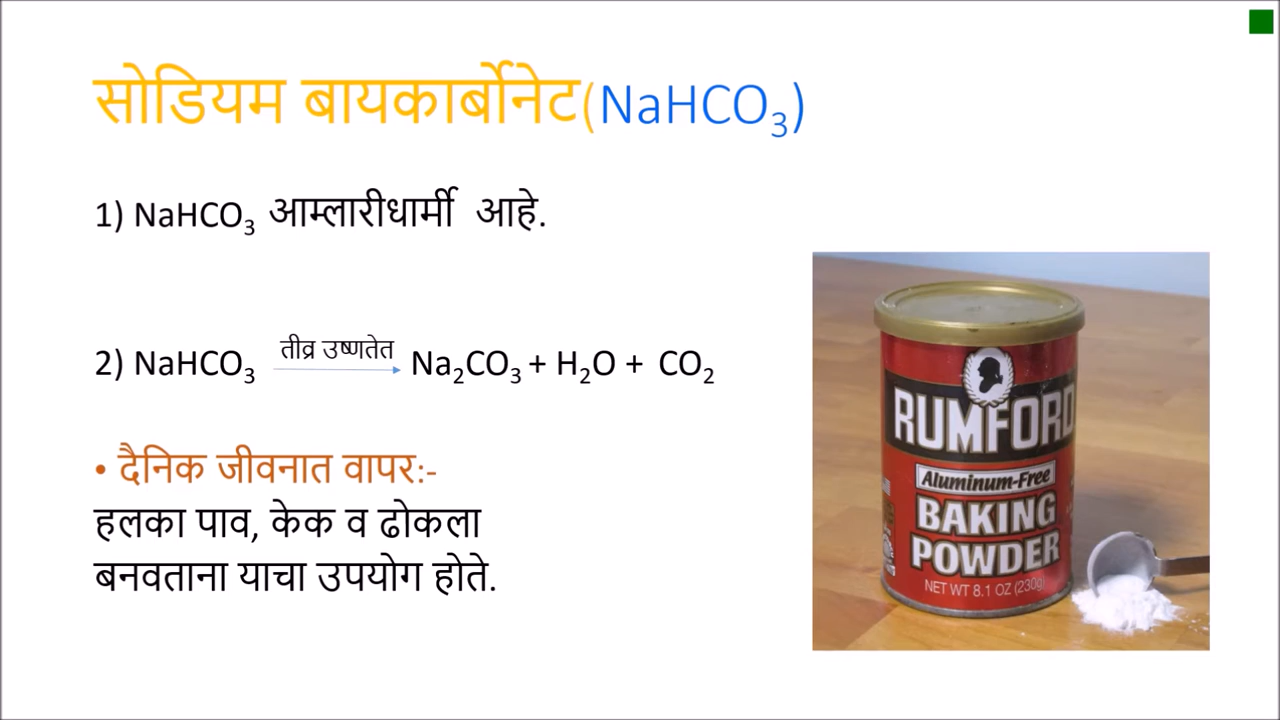 सोडियम बायकार्बोनेट(NaHCO₃)
1) NaHCO₃ आम्लारीधार्मी आहे.
तीव्र उष्णतेत
2) NaHCO₃ → Na₂CO₃ + H₂O + CO₂
• दैनिक जीवनात वापर:-
हलका पाव, केक व ढोकला
बनवताना याचा उपयोग होते.
RUMFORD
Aluminum-Free
BAKING
POWDER
NET WT 8.1 OZ (230g)